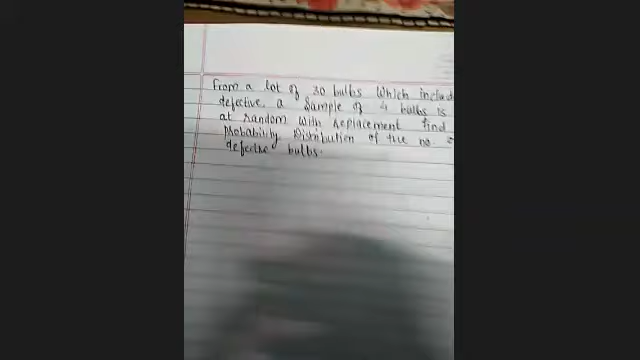 From a lot of 30 bulbs which includ
defective a sample of 4 bulbs is
at random with replacement find
probability Distribution of the no.
defective bulbs.